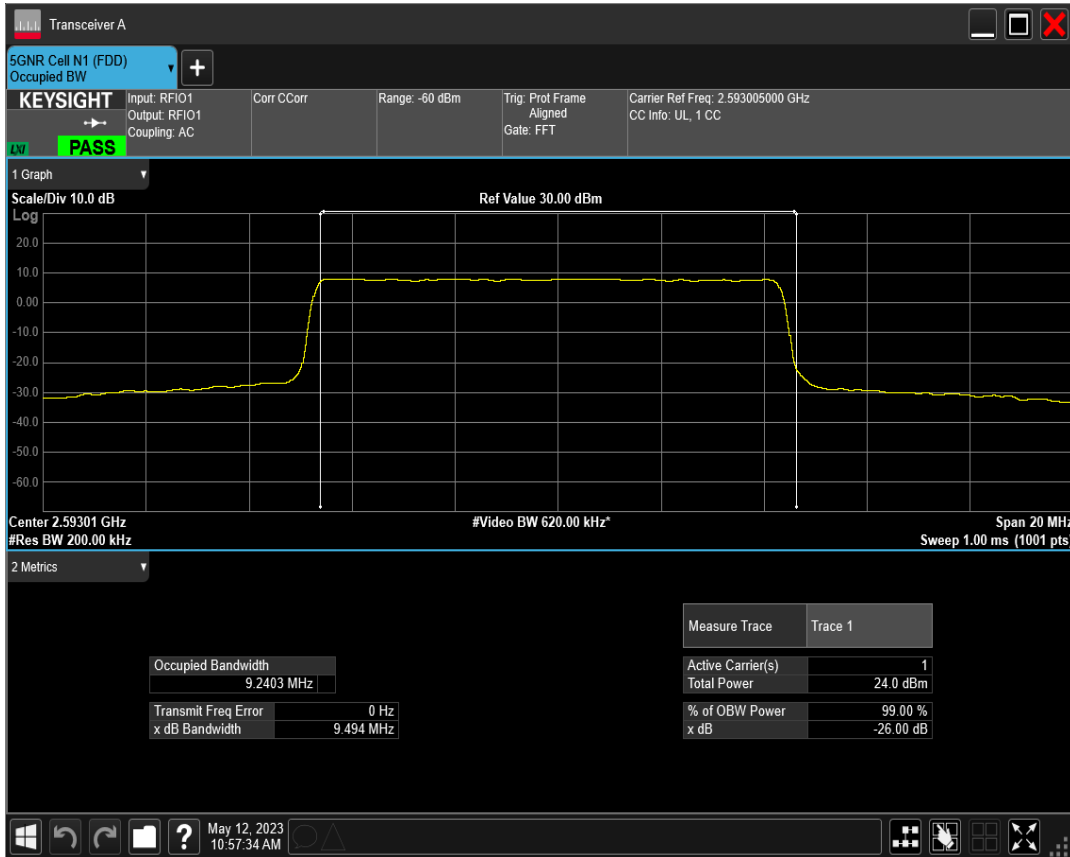 Transceiver A
5GNR Cell N1 (FDD)
Occupied BW
+
KEYSIGHT
LXI
PASS
Input: RFIO1
Output: RFIO1
Coupling: AC
Corr CCorr
Range: -60 dBm
Trig: Prot Frame
Aligned
Gate: FFT
Carrier Ref Freq: 2.593005000 GHz
CC Info: UL, 1 CC
1 Graph
Scale/Div 10.0 dB
Ref Value 30.00 dBm
Log
20.0
10.0
0.00
-10.0
-20.0
-30.0
-40.0
-50.0
-60.0
Center 2.59301 GHz
#Video BW 620.00 kHz*
Span 20 MHz
#Res BW 200.00 kHz
Sweep 1.00 ms (1001 pts)
2 Metrics
Measure Trace Trace 1
Occupied Bandwidth
9.2403 MHz
Active Carrier(s) 1
Total Power 24.0 dBm
Transmit Freq Error 0 Hz
x dB Bandwidth 9.494 MHz
% of OBW Power 99.00 %
x dB -26.00 dB
?
May 12, 2023
10:57:34 AM